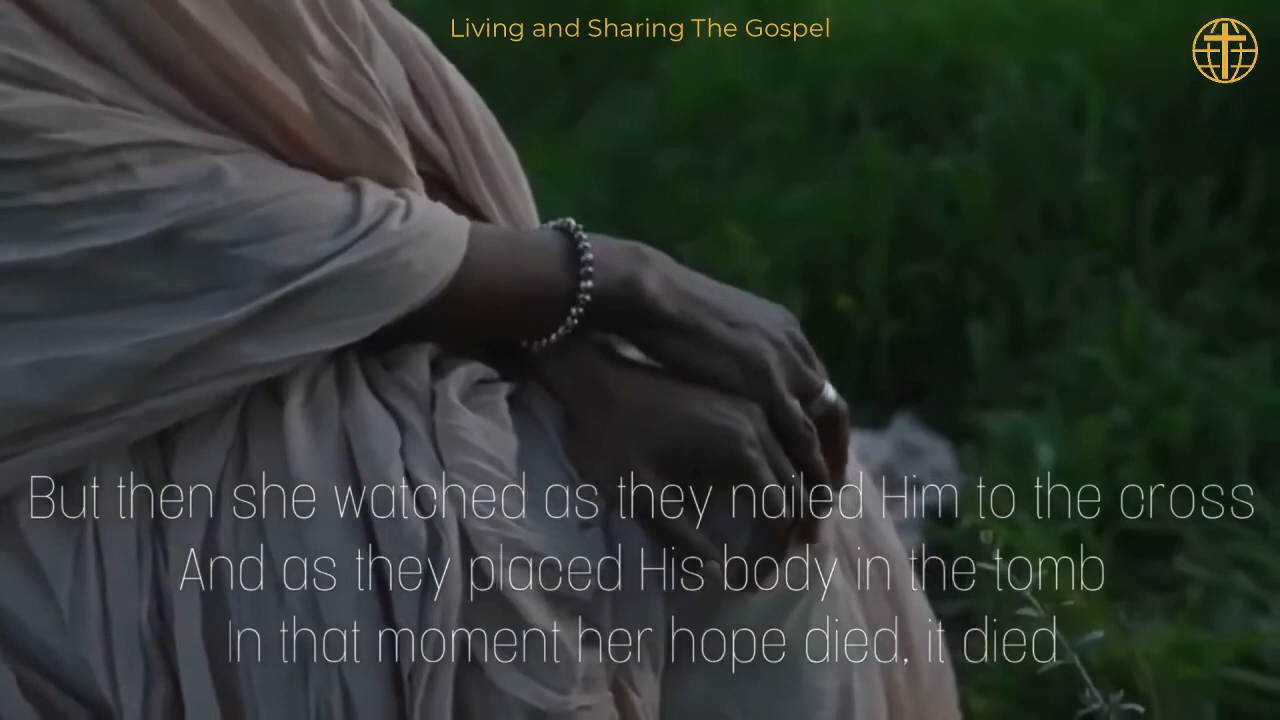 Living and Sharing The Gospel
But then she watched as they nailed Him to the cross
And as they placed His body in the tomb
In that moment her hope died, it died